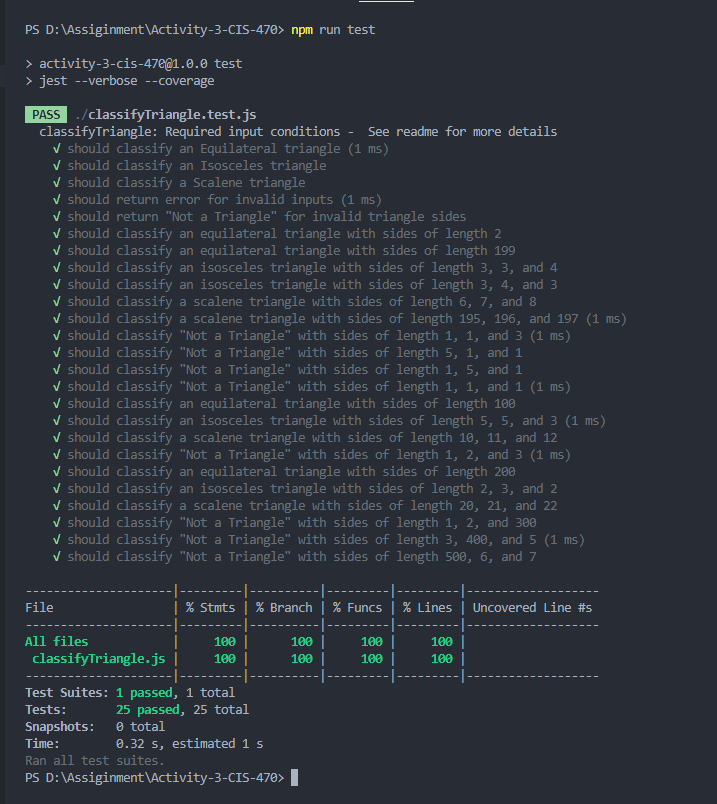 PS D:\Assiginment\Activity-3-CIS-470> npm run test
> activity-3-cis-470@1.0.0 test
> jest --verbose --coverage
PASS ./classifyTriangle.test.js
classifyTriangle: Required input conditions -  See readme for more details
√ should classify an Equilateral triangle (1 ms)
√ should classify an Isosceles triangle
√ should classify a Scalene triangle
√ should return error for invalid inputs (1 ms)
√ should return "Not a Triangle" for invalid triangle sides
√ should classify an equilateral triangle with sides of length 2
√ should classify an equilateral triangle with sides of length 199
√ should classify an isosceles triangle with sides of length 3, 3, and 4
√ should classify an isosceles triangle with sides of length 3, 4, and 3
√ should classify a scalene triangle with sides of length 6, 7, and 8
√ should classify a scalene triangle with sides of length 195, 196, and 197 (1 ms)
√ should classify "Not a Triangle" with sides of length 1, 1, and 3 (1 ms)
√ should classify "Not a Triangle" with sides of length 5, 1, and 1
√ should classify "Not a Triangle" with sides of length 1, 5, and 1
√ should classify "Not a Triangle" with sides of length 1, 1, and 1 (1 ms)
√ should classify an equilateral triangle with sides of length 100
√ should classify an isosceles triangle with sides of length 5, 5, and 3 (1 ms)
√ should classify a scalene triangle with sides of length 10, 11, and 12
√ should classify "Not a Triangle" with sides of length 1, 2, and 3 (1 ms)
√ should classify an equilateral triangle with sides of length 200
√ should classify an isosceles triangle with sides of length 2, 3, and 2
√ should classify a scalene triangle with sides of length 20, 21, and 22
√ should classify "Not a Triangle" with sides of length 1, 2, and 300
√ should classify "Not a Triangle" with sides of length 3, 400, and 5 (1 ms)
√ should classify "Not a Triangle" with sides of length 500, 6, and 7
---------------------|---------|----------|---------|---------|-------------------
File                 | % Stmts | % Branch | % Funcs | % Lines | Uncovered Line #s
---------------------|---------|----------|---------|---------|-------------------
All files            |     100 |      100 |     100 |     100 |
classifyTriangle.js |     100 |      100 |     100 |     100 |
---------------------|---------|----------|---------|---------|-------------------
Test Suites: 1 passed, 1 total
Tests:       25 passed, 25 total
Snapshots:   0 total
Time:        0.32 s, estimated 1 s
Ran all test suites.
PS D:\Assiginment\Activity-3-CIS-470>